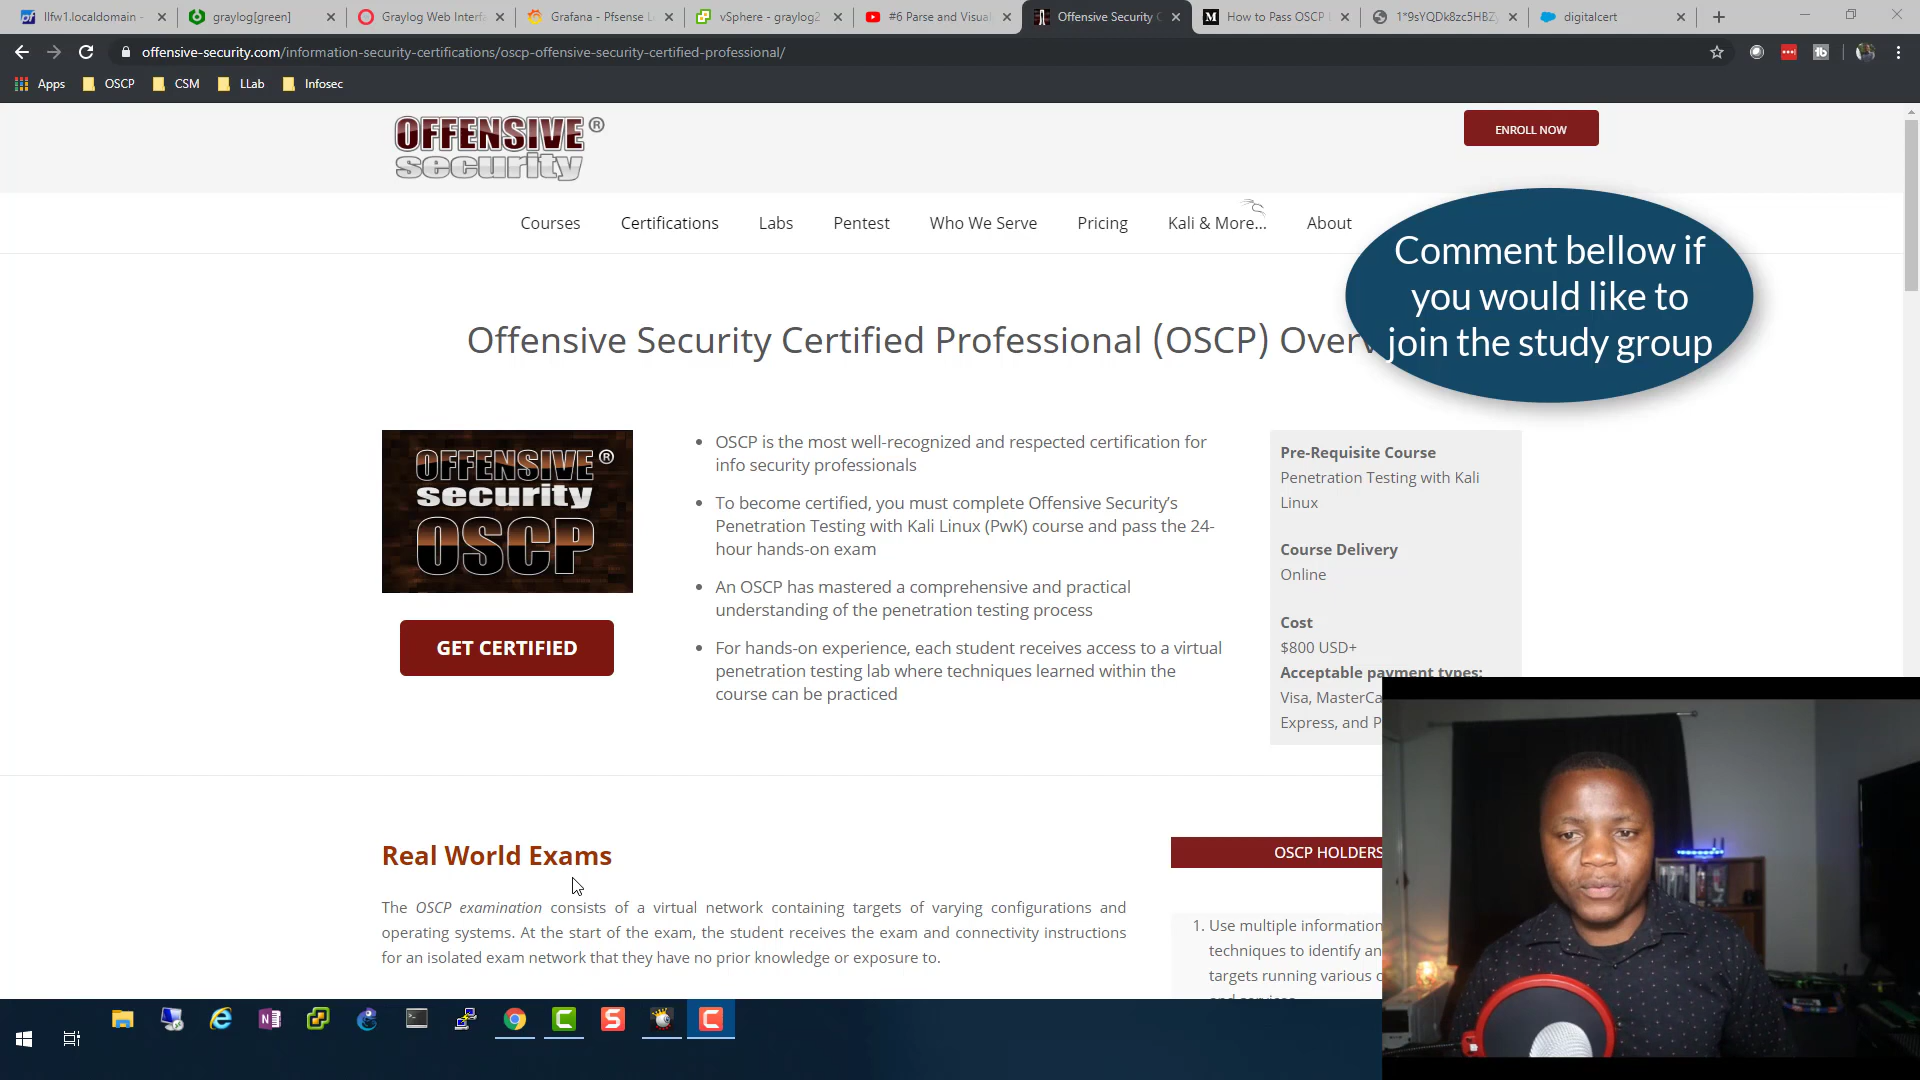 llfw1.localdomain -
graylog[green]
Graylog Web Interfa
Grafana - Pfsense L
vSphere - graylog2
#6 Parse and Visual
Offensive Security C
How to Pass OSCP
digitalcert
offensive-security.com/information-security-certifications/oscp-offensive-security-certified-professional/
Apps
OSCP
CSM
LLab
Infosec
OFFENSIVE®
security
ENROLL NOW
Courses
Certifications
Labs
Pentest
Who We Serve
Pricing
Kali & More...
About
Comment bellow if
you would like to
join the study group
Offensive Security Certified Professional (OSCP) Overv
OFFENSIVE®
security
OSCP
GET CERTIFIED
• OSCP is the most well-recognized and respected certification for
info security professionals
• To become certified, you must complete Offensive Security’s
Penetration Testing with Kali Linux (PwK) course and pass the 24-
hour hands-on exam
• An OSCP has mastered a comprehensive and practical
understanding of the penetration testing process
• For hands-on experience, each student receives access to a virtual
penetration testing lab where techniques learned within the
course can be practiced
Pre-Requisite Course
Penetration Testing with Kali
Linux
Course Delivery
Online
Cost
$800 USD+
Acceptable payment types:
Visa, MasterCa
Express, and P
Real World Exams
The OSCP examination consists of a virtual network containing targets of varying configurations and
operating systems. At the start of the exam, the student receives the exam and connectivity instructions
for an isolated exam network that they have no prior knowledge or exposure to.
OSCP HOLDERS
1. Use multiple information
techniques to identify an
targets running various o